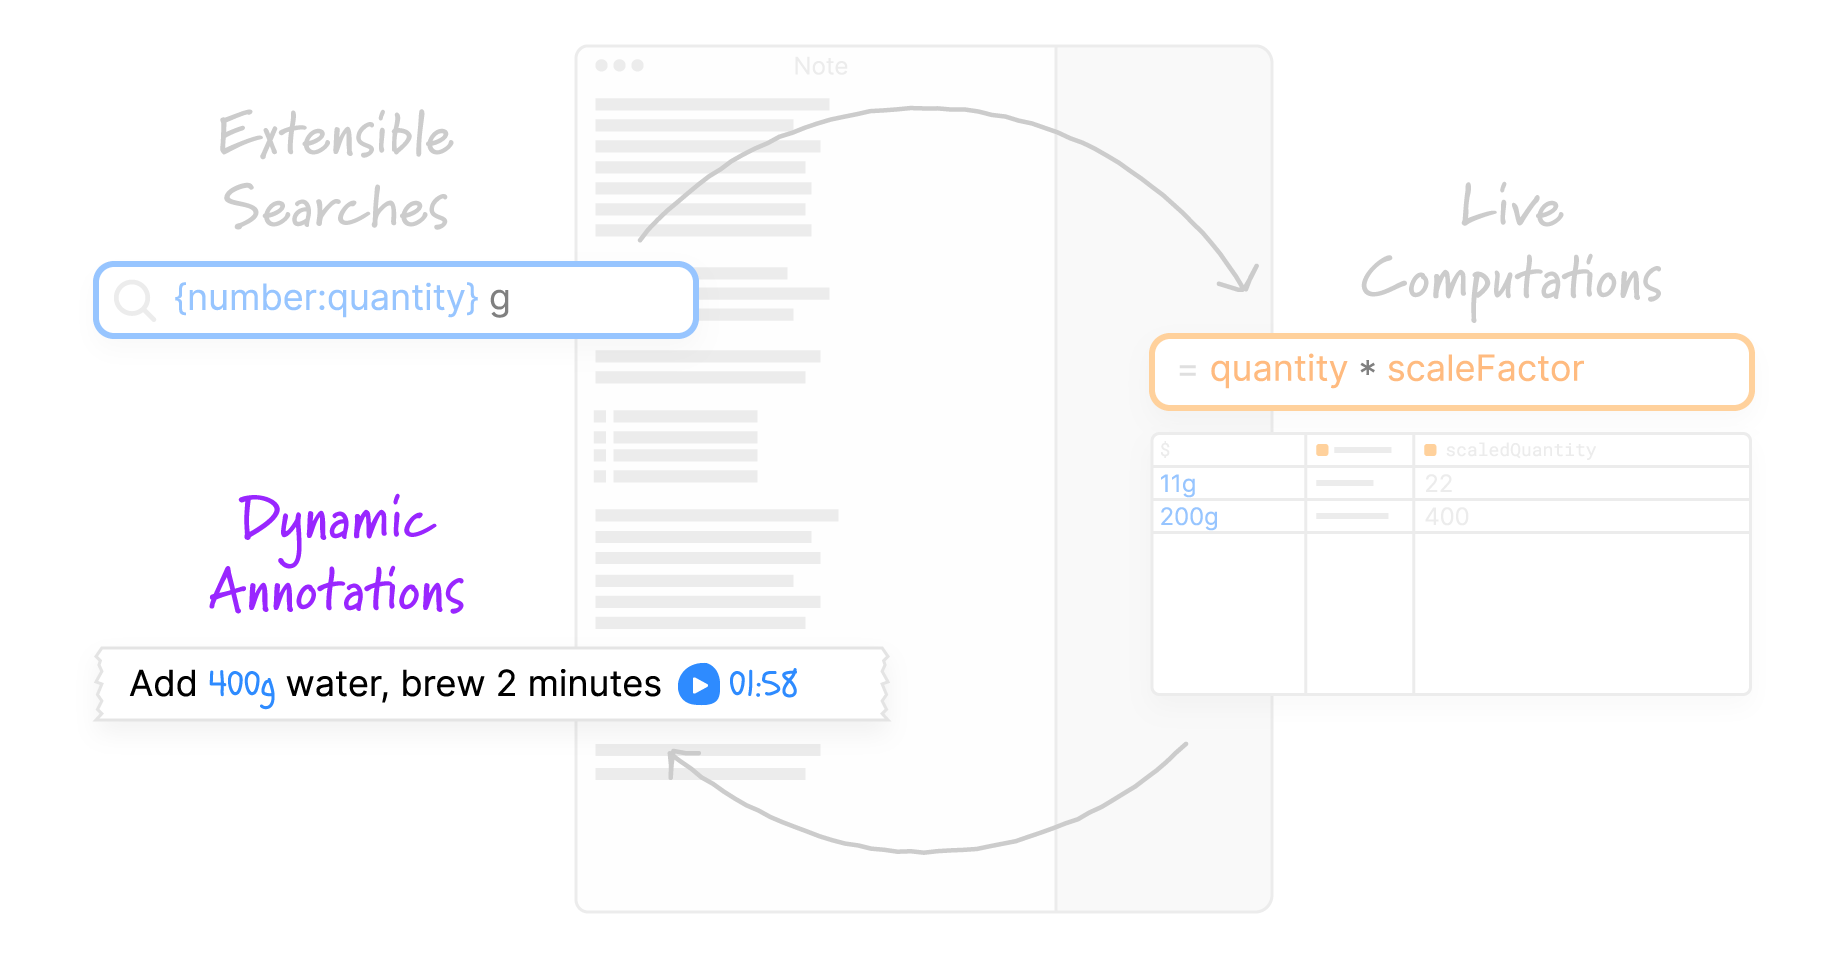 Note
Extensible
Searches
{number:quantity} g
Live
Computations
= quantity * scaleFactor
$ scaledQuantity
11g 22
200g 400
Dynamic
Annotations
Add 400g water, brew 2 minutes 01:58